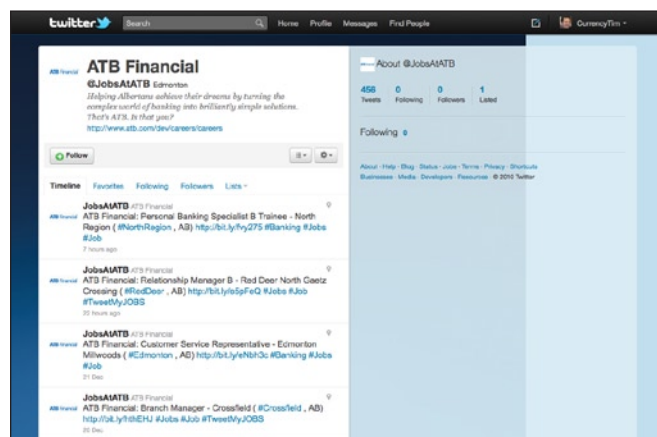 twitter Search Home Profile Messages Find People CurrencyTim
ATB Financial
ATB Financial
@JobsAtATB Edmonton
Helping Albertans achieve their dreams by turning the
complex world of banking into brilliantly simple solutions.
That's ATB. Is that you?
http://www.atb.com/dev/careers/careers
Follow
Timeline Favorites Following Followers Lists
JobsAtATB ATB Financial
ATB Financial: Personal Banking Specialist B Trainee - North
Region ( #NorthRegion , AB) http://bit.ly/fvy275 #Banking #Jobs
#Job
7 hours ago
JobsAtATB ATB Financial
ATB Financial: Relationship Manager B - Red Deer North Gaetz
Crossing ( #RedDeer , AB) http://bit.ly/e5pFeQ #Jobs #Job
#TweetMyJOBS
20 hours ago
JobsAtATB ATB Financial
ATB Financial: Customer Service Representative - Edmonton
Millwoods ( #Edmonton , AB) http://bit.ly/eNbh3c #Banking #Jobs
#Job
21 Dec
JobsAtATB ATB Financial
ATB Financial: Branch Manager - Crossfield ( #Crossfield , AB)
#Jobs #Job #TweetMyJOBS
20 Dec
About @JobsAtATB
456 0 0 1
Tweets Following Followers Listed
Following 0
About · Help · Blog · Status · Jobs · Terms · Privacy · Shortcuts
Businesses · Media · Developers · Resources · © 2010 Twitter